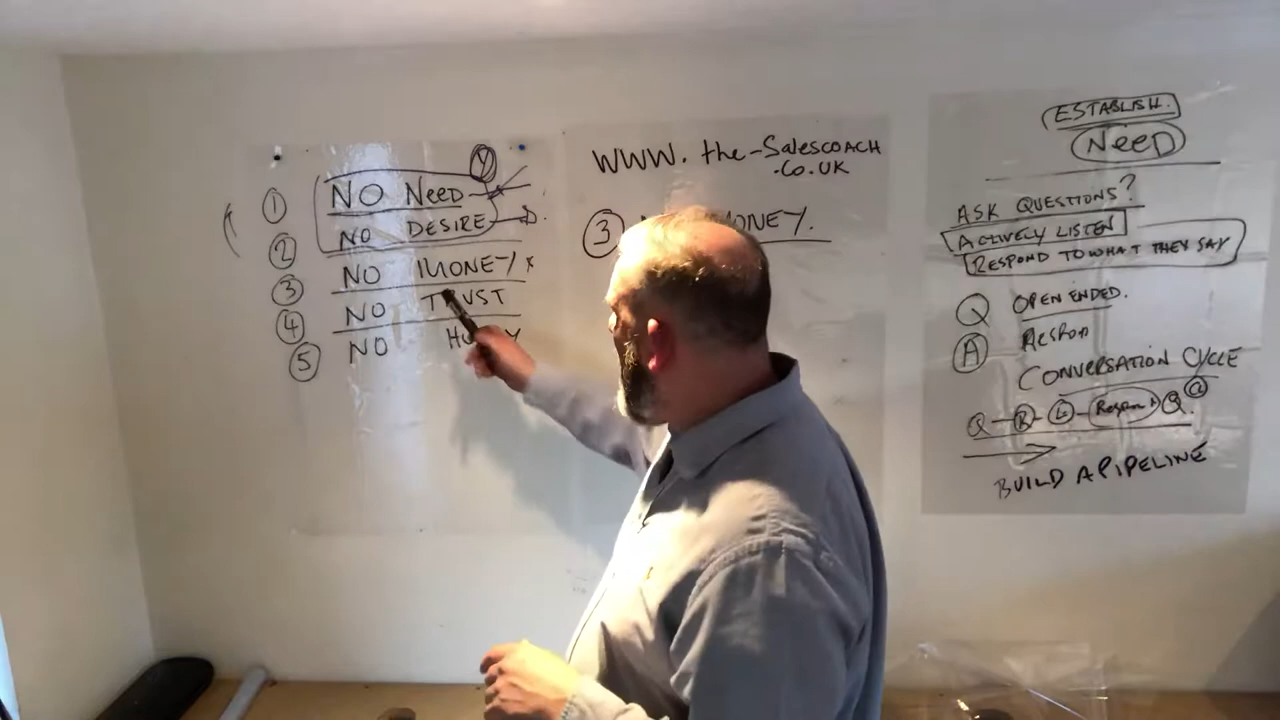 Y
① NO NEED
② NO DESIRE D.
③ NO MONEY x
④ NO TRUST
⑤ NO
WWW. the-Salescoach
.Co.UK
③ MONEY.
ESTABLISH.
NEED
ASK QUESTIONS?
ACTIVELY LISTEN
RESPOND TO WHAT THEY SAY
Q OPEN ENDED.
A
CONVERSATION CYCLE
Q - R - L - Respond Q
BUILD A PIPELINE